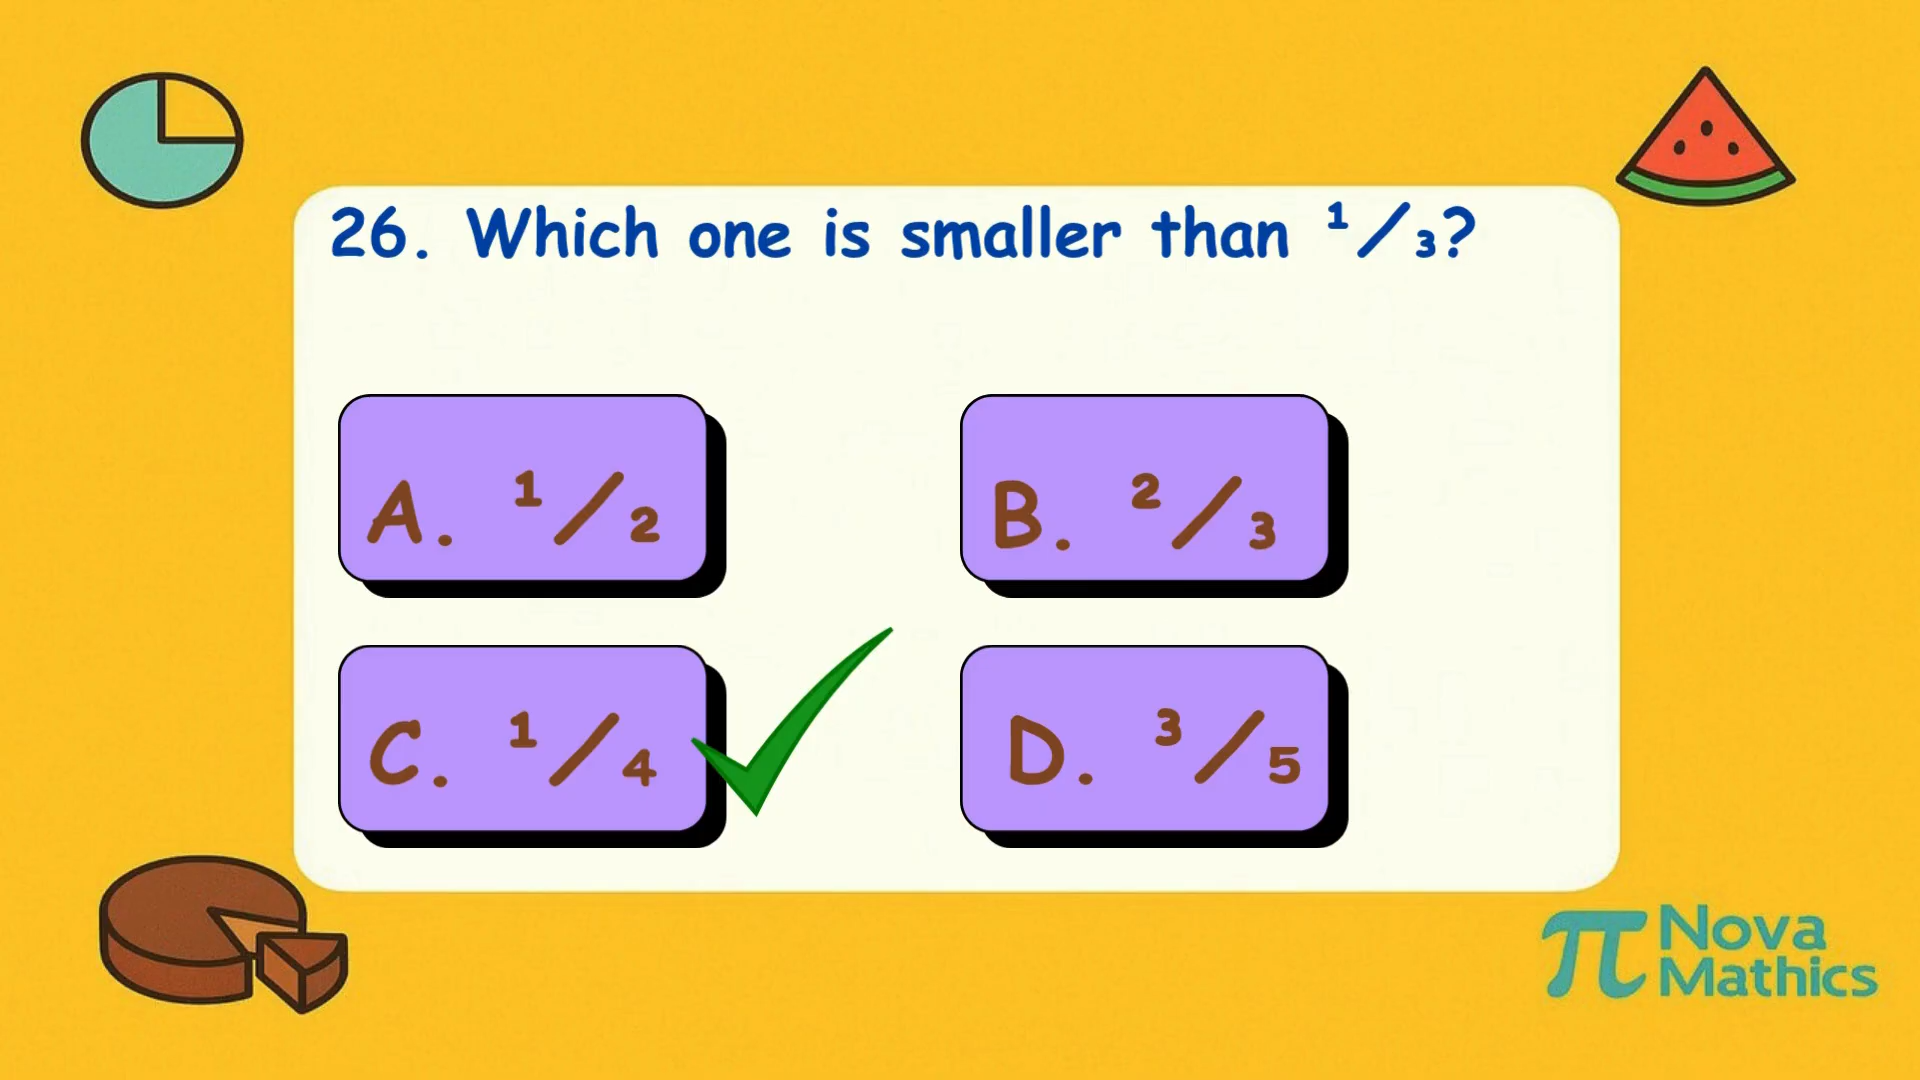 26. Which one is smaller than ¹/₃?
A. ¹/₂
B. ²/₃
C. ¹/₄
D. ³/₅
π Nova
Mathics